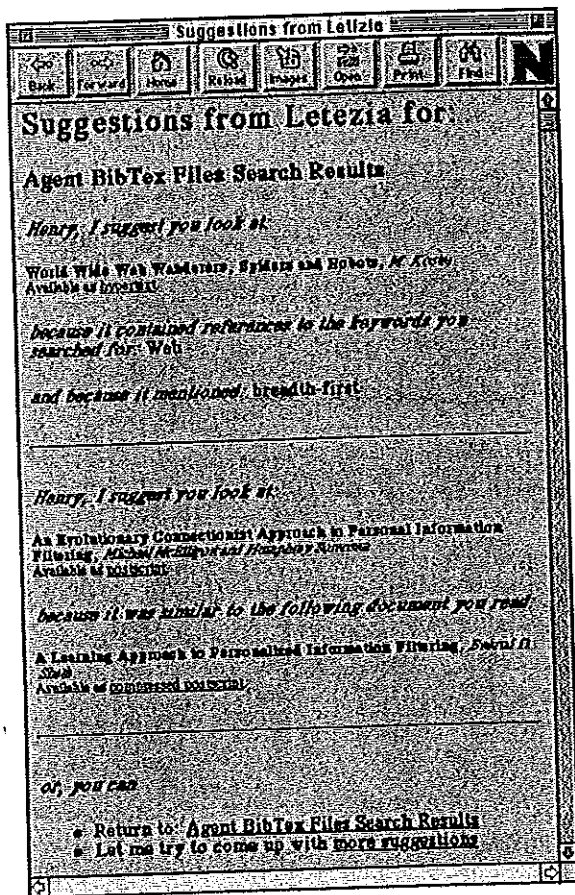 Suggestions from Letizia
Back Forward Home Reload Images Open Print Find N
Suggestions from Letezia for:
Agent BibTex Files Search Results
Henry, I suggest you look at:
World Wide Web Wanderers, Spiders and Robots, M. Koster
Available as hypertext
because it contained references to the keywords you
searched for: Web
and because it mentioned: breadth-first
Henry, I suggest you look at:
An Evolutionary Connectionist Approach to Personal Information
Filtering, Michael McElligott and Humphrey Sorensen
Available as postscript
because it was similar to the following document you read
A Learning Approach to Personalized Information Filtering, Beerud D.
Sheth
Available as compressed postscript
or, you can
• Return to: Agent BibTex Files Search Results
• Let me try to come up with more suggestions